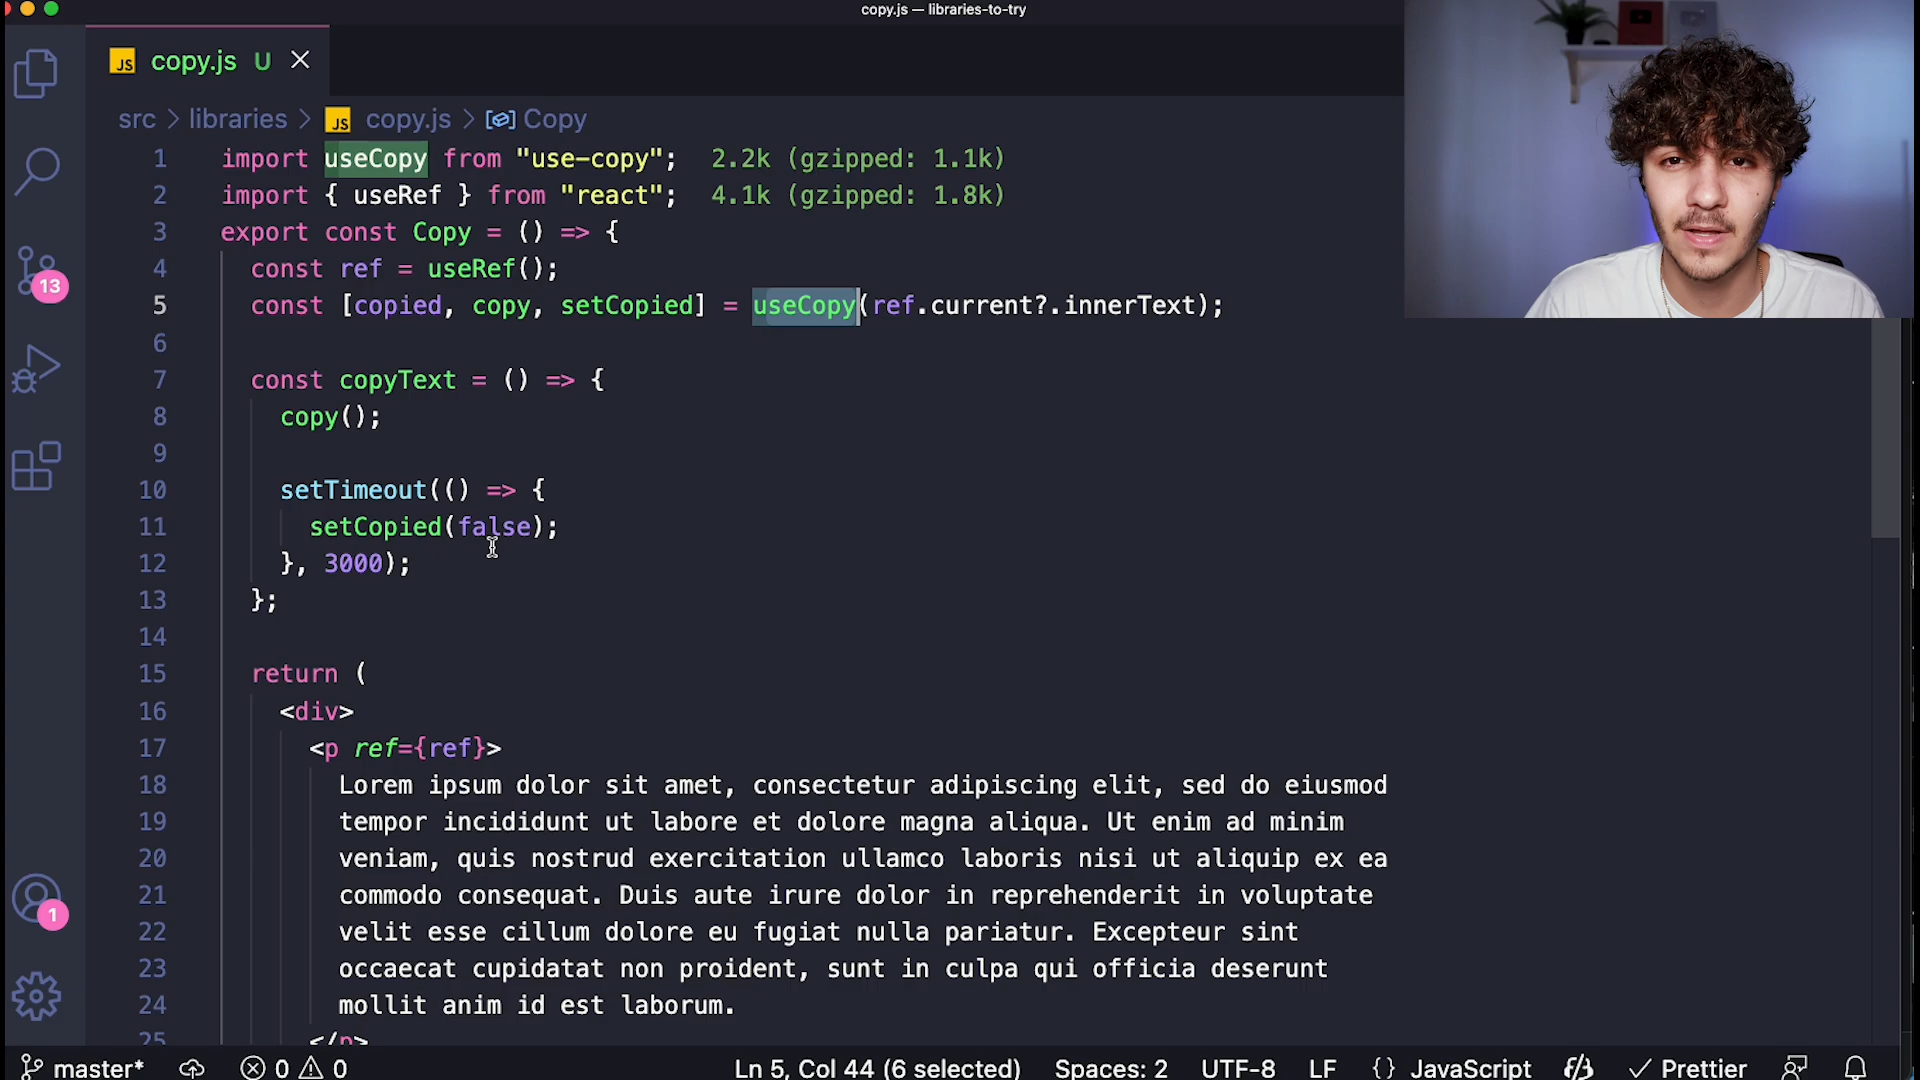 copy.js — libraries-to-try
JS copy.js U
src > libraries > JS copy.js > Copy
1 import useCopy from "use-copy"; 2.2k (gzipped: 1.1k)
2 import { useRef } from "react"; 4.1k (gzipped: 1.8k)
3 export const Copy = () => {
4 const ref = useRef();
5 const [copied, copy, setCopied] = useCopy(ref.current?.innerText);
6
7 const copyText = () => {
8 copy();
9
10 setTimeout(() => {
11 setCopied(false);
12 }, 3000);
13 };
14
15 return (
16 <div>
17 <p ref={ref}>
18 Lorem ipsum dolor sit amet, consectetur adipiscing elit, sed do eiusmod
19 tempor incididunt ut labore et dolore magna aliqua. Ut enim ad minim
20 veniam, quis nostrud exercitation ullamco laboris nisi ut aliquip ex ea
21 commodo consequat. Duis aute irure dolor in reprehenderit in voluptate
22 velit esse cillum dolore eu fugiat nulla pariatur. Excepteur sint
23 occaecat cupidatat non proident, sunt in culpa qui officia deserunt
24 mollit anim id est laborum.
25 </p>
13
1
master* 0 0 Ln 5, Col 44 (6 selected) Spaces: 2 UTF-8 LF {} JavaScript Prettier